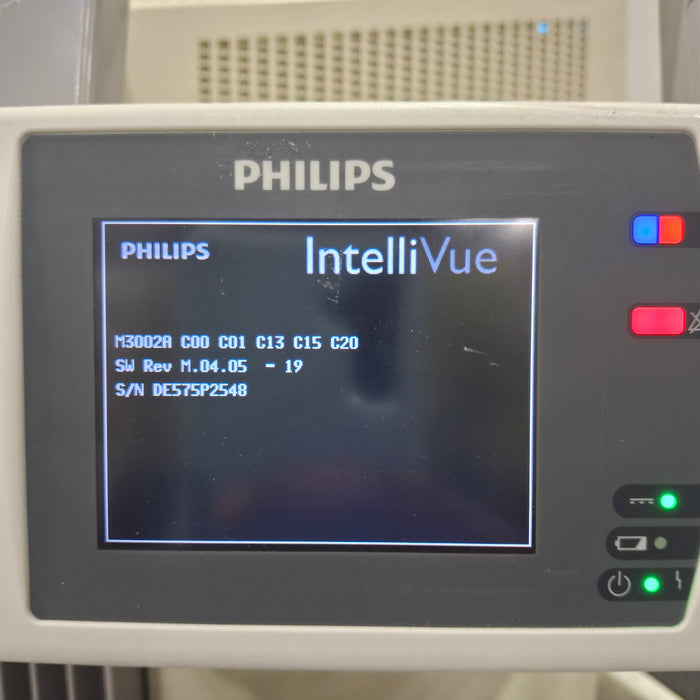 PHILIPS
PHILIPS IntelliVue
M3002A C00 C01 C13 C15 C20
SW Rev M.04.05 - 19
S/N DE575P2548